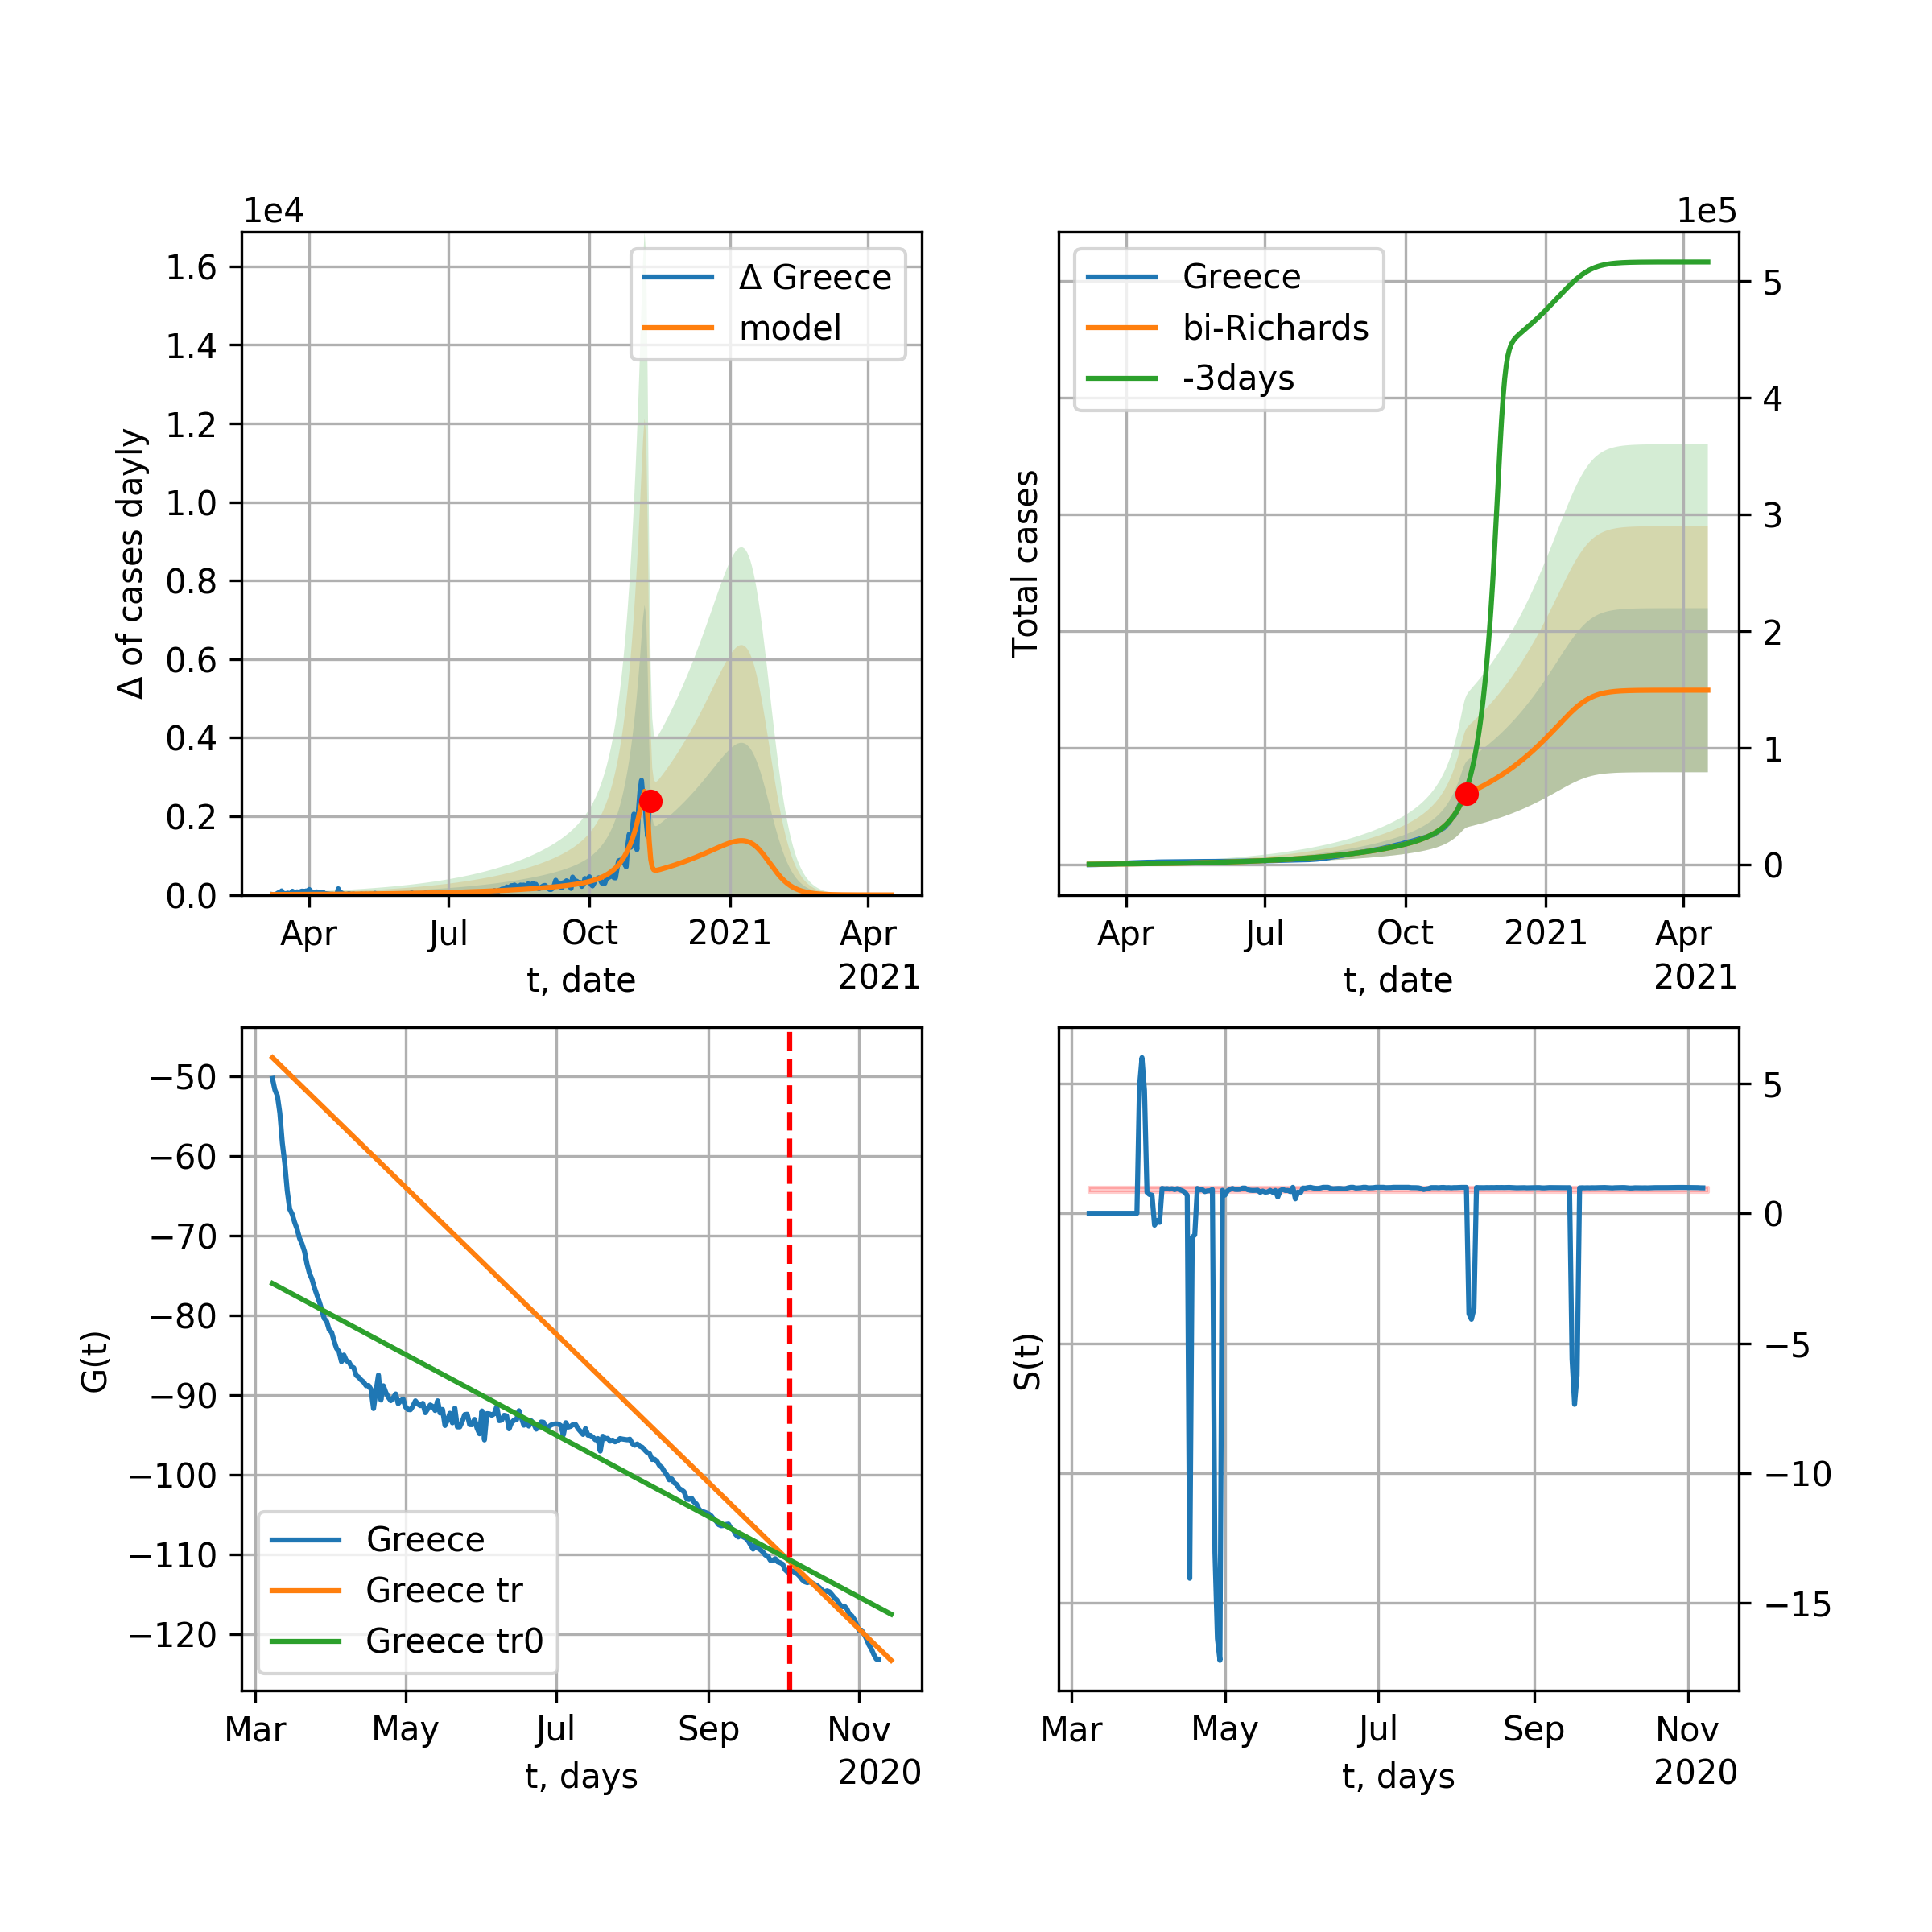 1e4
Δ of cases dayly
1.6
1.4
1.2
1.0
0.8
0.6
0.4
0.2
0.0
Δ Greece
model
Apr Jul Oct 2021 Apr
t, date
2021
1e5
Total cases
Greece
bi-Richards
-3days
5
4
3
2
1
0
Apr Jul Oct 2021 Apr
t, date
2021
G(t)
−50
−60
−70
−80
−90
−100
−110
−120
Greece
Greece tr
Greece tr0
Mar May Jul Sep Nov
t, days
2020
S(t)
5
0
−5
−10
−15
Mar May Jul Sep Nov
t, days
2020